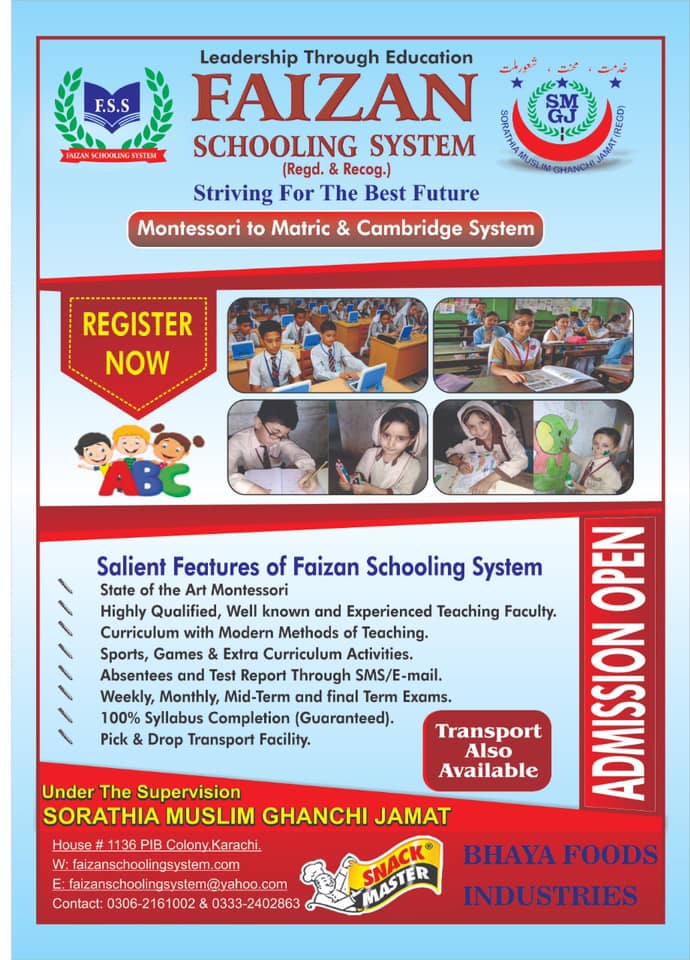 Leadership Through Education
FAIZAN
SCHOOLING SYSTEM
(Regd. & Recog.)
Striving For The Best Future
Montessori to Matric & Cambridge System
F.S.S
FAIZAN SCHOOLING SYSTEM
خدمت ، محنت ، شعور ملت
SM
GJ
SORATHIA MUSLIM GHANCHI JAMAT (REGD)
REGISTER
NOW
ABC
Salient Features of Faizan Schooling System
State of the Art Montessori
Highly Qualified, Well known and Experienced Teaching Faculty.
Curriculum with Modern Methods of Teaching.
Sports, Games & Extra Curriculum Activities.
Absentees and Test Report Through SMS/E-mail.
Weekly, Monthly, Mid-Term and final Term Exams.
100% Syllabus Completion (Guaranteed).
Pick & Drop Transport Facility.
Transport
Also
Available
ADMISSION OPEN
Under The Supervision
SORATHIA MUSLIM GHANCHI JAMAT
House # 1136 PIB Colony,Karachi.
W: faizanschoolingsystem.com
E: faizanschoolingsystem@yahoo.com
Contact: 0306-2161002 & 0333-2402863
SNACK
MASTER®
BHAYA FOODS
INDUSTRIES